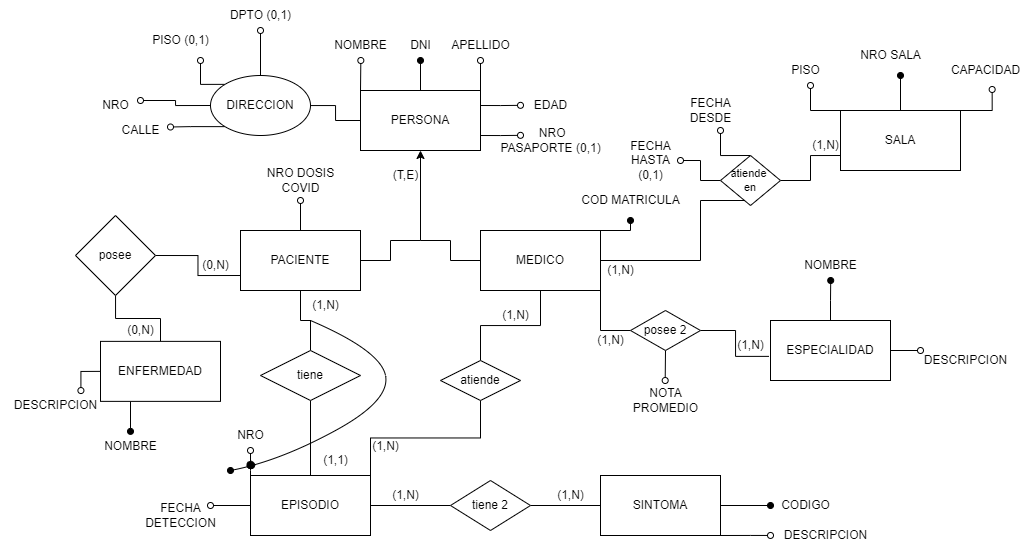 DPTO (0,1)
PISO (0,1)
NOMBRE
DNI
APELLIDO
NRO
DIRECCION
CALLE
PERSONA
EDAD
NRO
PASAPORTE (0,1)
(T,E)
PISO
NRO SALA
CAPACIDAD
FECHA
DESDE
SALA
(1,N)
FECHA
HASTA
(0,1)
atiende
en
NRO DOSIS
COVID
COD MATRICULA
posee
(0,N)
PACIENTE
MEDICO
(1,N)
NOMBRE
(0,N)
(1,N)
(1,N)
(1,N)
posee 2
(1,N)
ESPECIALIDAD
DESCRIPCION
ENFERMEDAD
tiene
atiende
NOTA
PROMEDIO
DESCRIPCION
NOMBRE
NRO
(1,1)
(1,N)
FECHA
DETECCION
EPISODIO
(1,N)
tiene 2
(1,N)
SINTOMA
CODIGO
DESCRIPCION